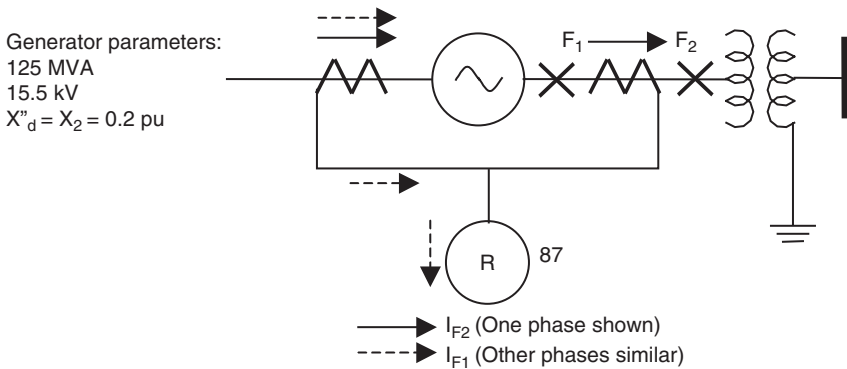 Generator parameters:
125 MVA
15.5 kV
X”d = X2 = 0.2 pu
F1
F2
R
87
IF2 (One phase shown)
IF1 (Other phases similar)